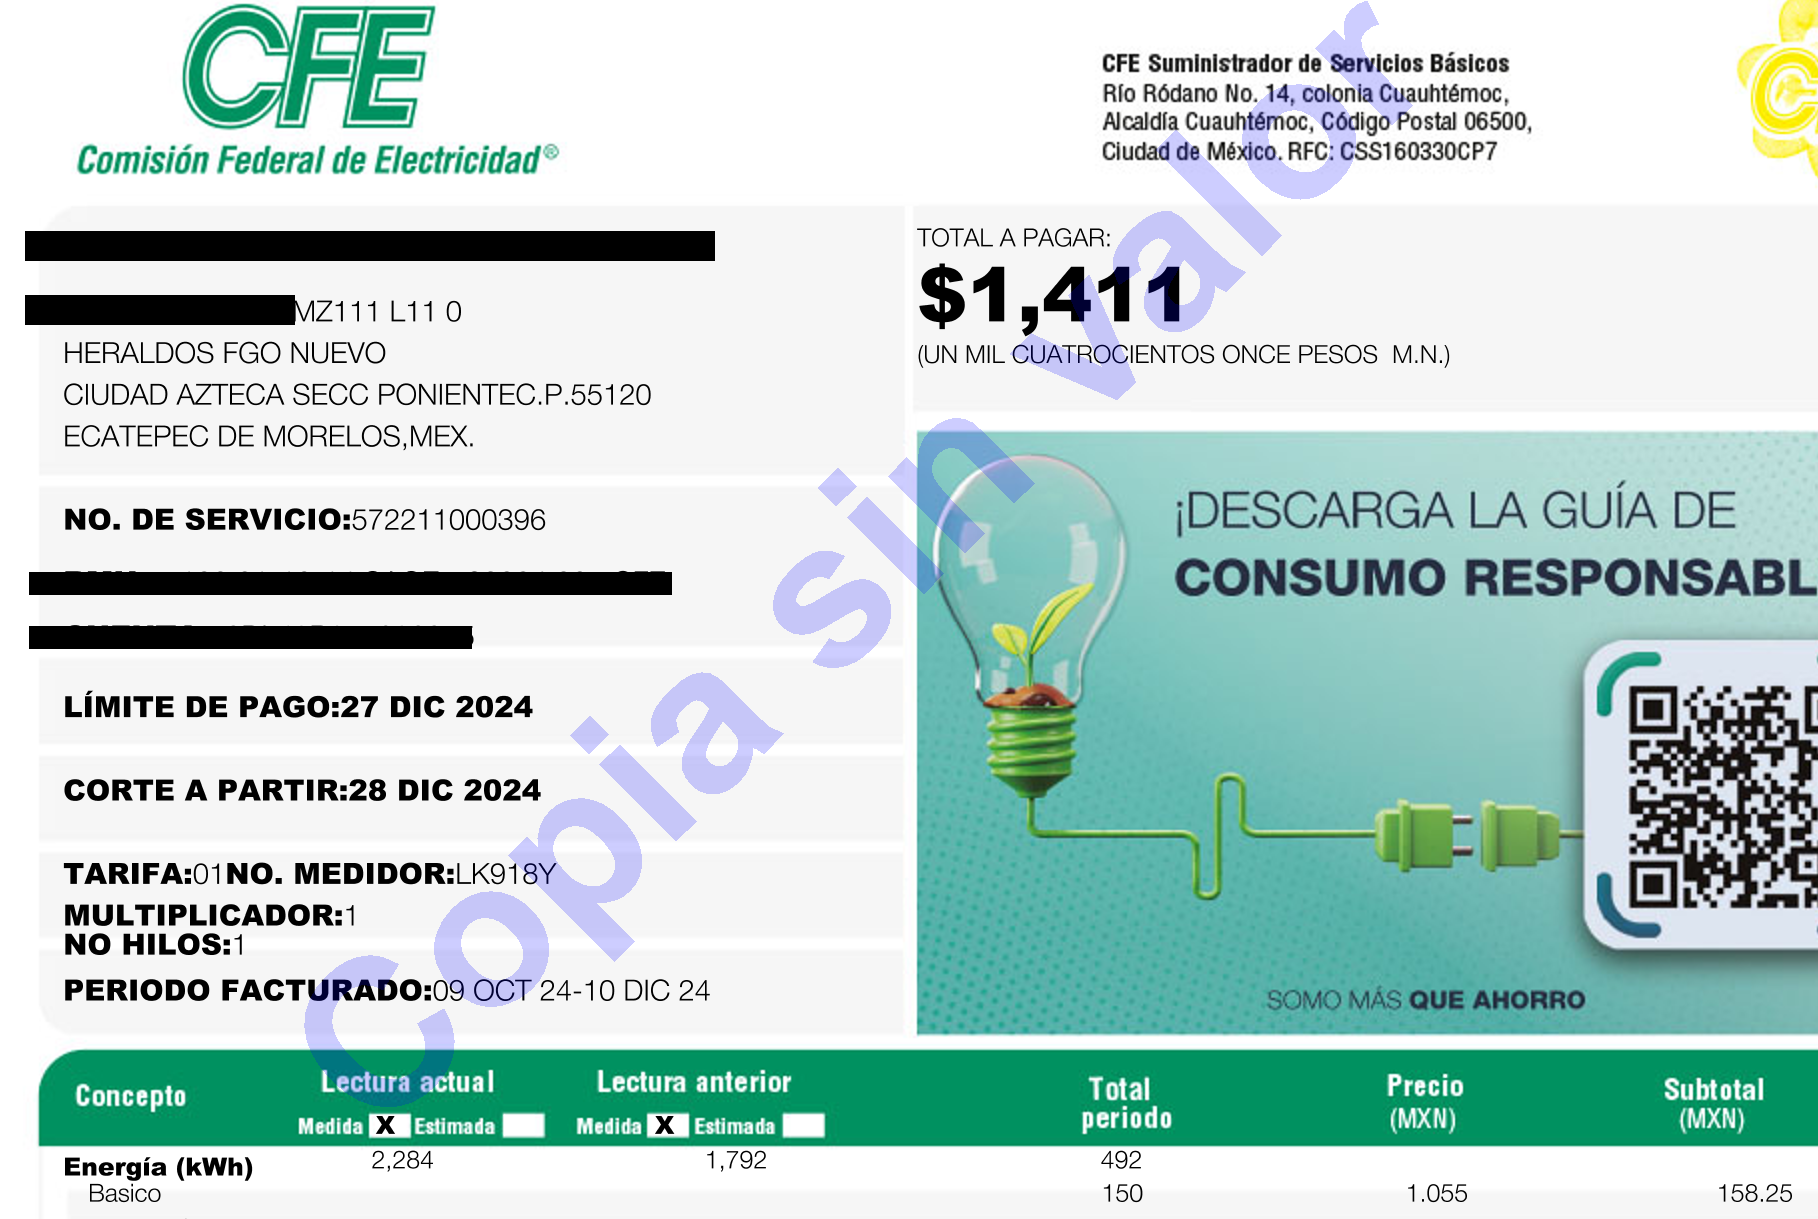 CFE
Comisión Federal de Electricidad®
CFE Suministrador de Servicios Básicos
Río Ródano No. 14, colonia Cuauhtémoc,
Alcaldía Cuauhtémoc, Código Postal 06500,
Ciudad de México. RFC: CSS160330CP7
MZ111 L11 0
HERALDOS FGO NUEVO
CIUDAD AZTECA SECC PONIENTEC.P.55120
ECATEPEC DE MORELOS,MEX.
NO. DE SERVICIO:572211000396
LÍMITE DE PAGO:27 DIC 2024
CORTE A PARTIR:28 DIC 2024
TARIFA:01NO. MEDIDOR:LK918Y
MULTIPLICADOR:1
NO HILOS:1
PERIODO FACTURADO:09 OCT 24-10 DIC 24
TOTAL A PAGAR:
$1,411
(UN MIL CUATROCIENTOS ONCE PESOS M.N.)
¡DESCARGA LA GUÍA DE
CONSUMO RESPONSABL
SOMO MÁS QUE AHORRO
Copia sin valor
Concepto Lectura actual Lectura anterior Total periodo Precio (MXN) Subtotal (MXN)
Medida X Estimada Medida X Estimada
Energía (kWh) 2,284 1,792 492
Basico 150 1.055 158.25